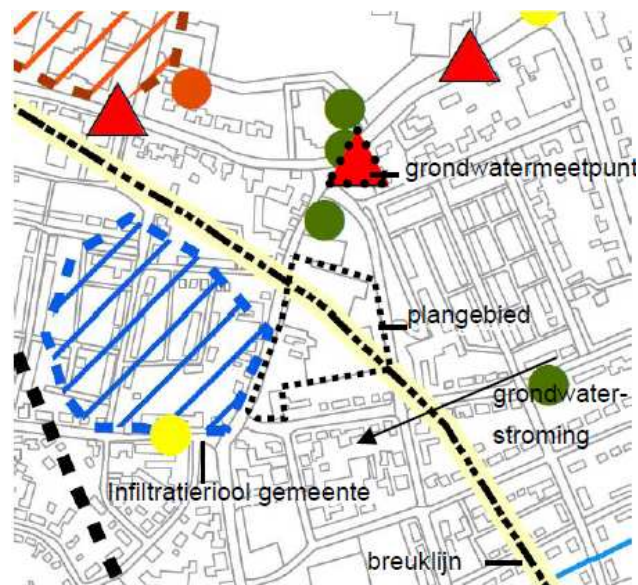 grondwatermeetpunt
plangebied
grondwater-
stroming
Infiltratieriool gemeente
breuklijn